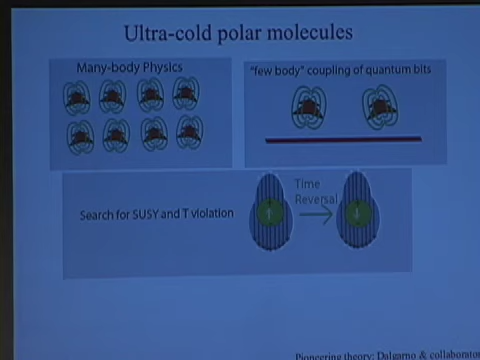 Ultra-cold polar molecules
Many-body Physics
"few body" coupling of quantum bits
Search for SUSY and T violation
Time
Reversal
Pioneering theory: Dalgarno & collaborator